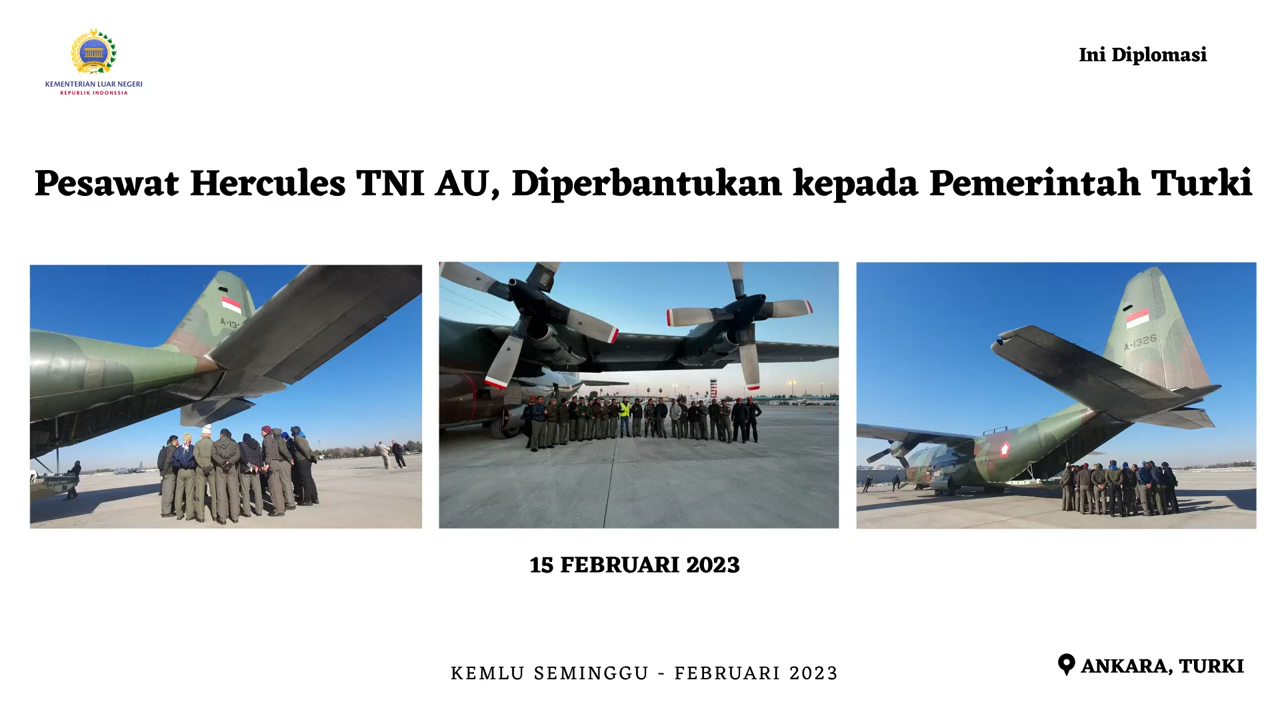 KEMENTERIAN LUAR NEGERI
REPUBLIK INDONESIA
Ini Diplomasi
Pesawat Hercules TNI AU, Diperbantukan kepada Pemerintah Turki
A-13
A-1326
15 FEBRUARI 2023
KEMLU SEMINGGU - FEBRUARI 2023
ANKARA, TURKI